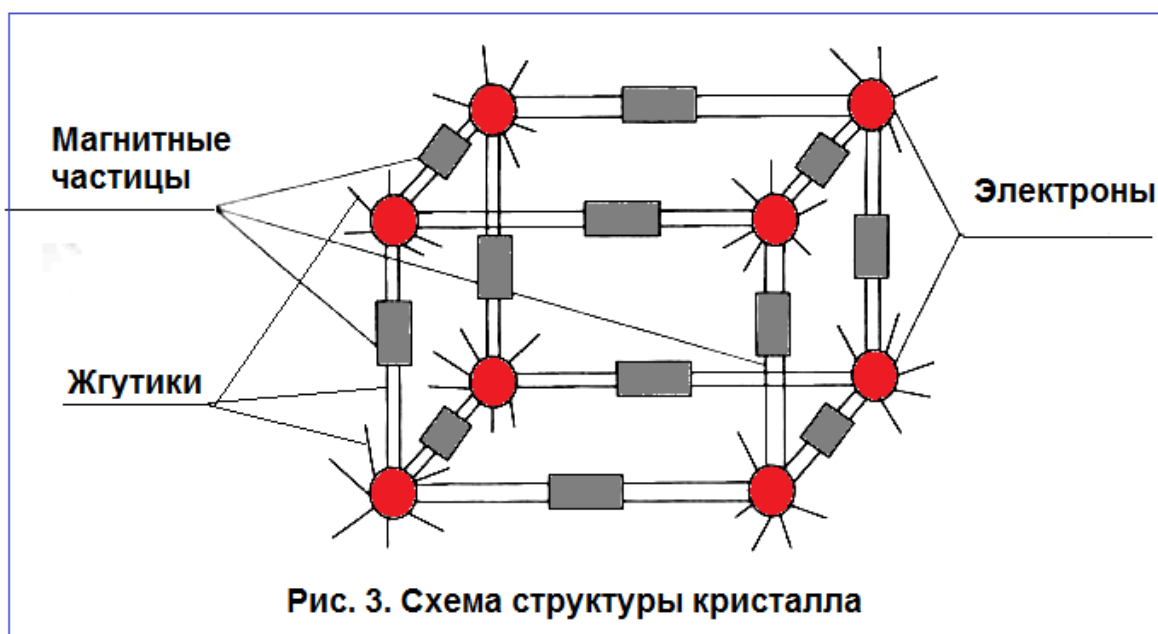 Магнитные
частицы
Электроны
Жгутики
Рис. 3. Схема структуры кристалла